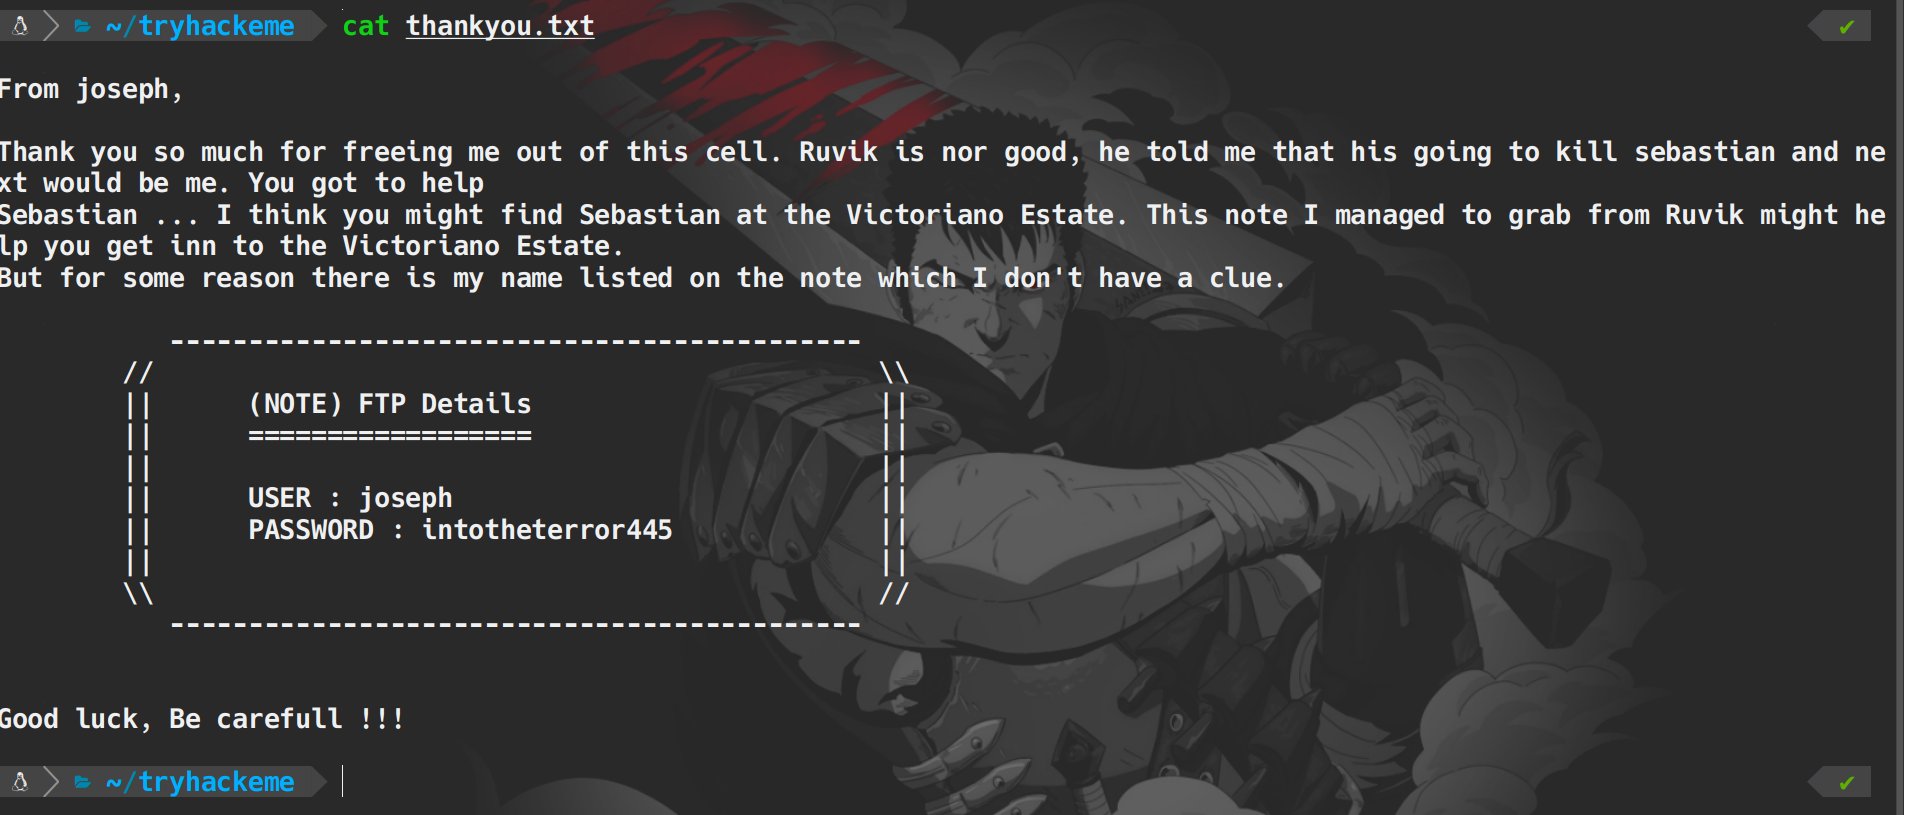 ~/tryhackeme cat thankyou.txt ✔
From joseph,
Thank you so much for freeing me out of this cell. Ruvik is nor good, he told me that his going to kill sebastian and ne
xt would be me. You got to help
Sebastian ... I think you might find Sebastian at the Victoriano Estate. This note I managed to grab from Ruvik might he
lp you get inn to the Victoriano Estate.
But for some reason there is my name listed on the note which I don't have a clue.
--------------------------------------------
// \\
|| (NOTE) FTP Details ||
|| ================== ||
|| ||
|| USER : joseph ||
|| PASSWORD : intotheterror445 ||
|| ||
\\ //
--------------------------------------------
Good luck, Be carefull !!!
~/tryhackeme ✔